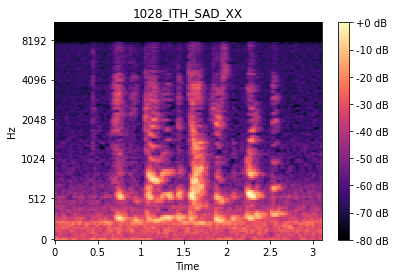 1028_ITH_SAD_XX
+0 dB
8192
-10 dB
4096
-20 dB
-30 dB
2048
-40 dB
Hz
1024
-50 dB
512
-60 dB
-70 dB
0
-80 dB
0 0.5 1 1.5 2 2.5 3
Time